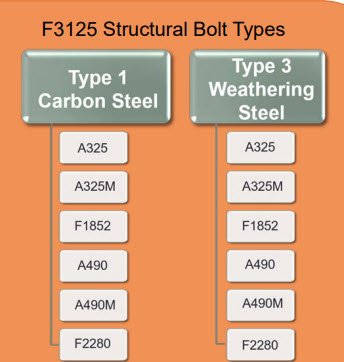 F3125 Structural Bolt Types
Type 1
Carbon Steel
A325
A325M
F1852
A490
A490M
F2280
Type 3
Weathering
Steel
A325
A325M
F1852
A490
A490M
F2280